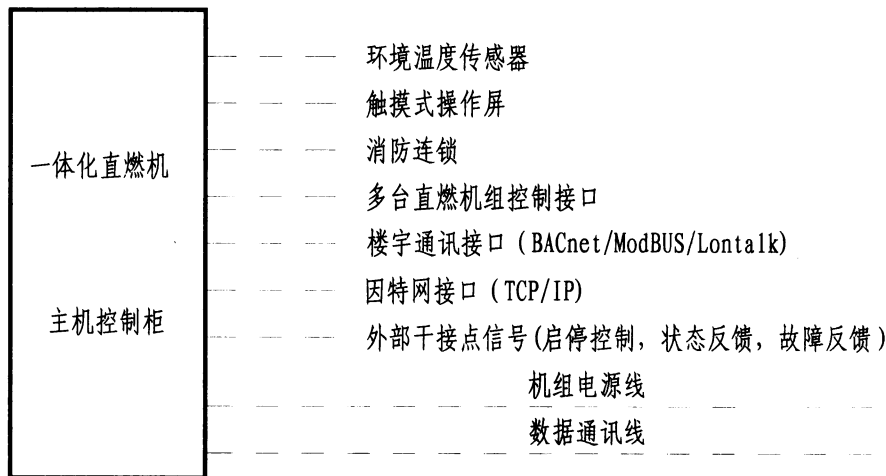 环境温度传感器
触摸式操作屏
消防连锁
一体化直燃机
多台直燃机组控制接口
楼宇通讯接口(BACnet/ModBUS/Lontalk)
因特网接口(TCP/IP)
主机控制柜
外部干接点信号(启停控制, 状态反馈, 故障反馈)
机组电源线
数据通讯线